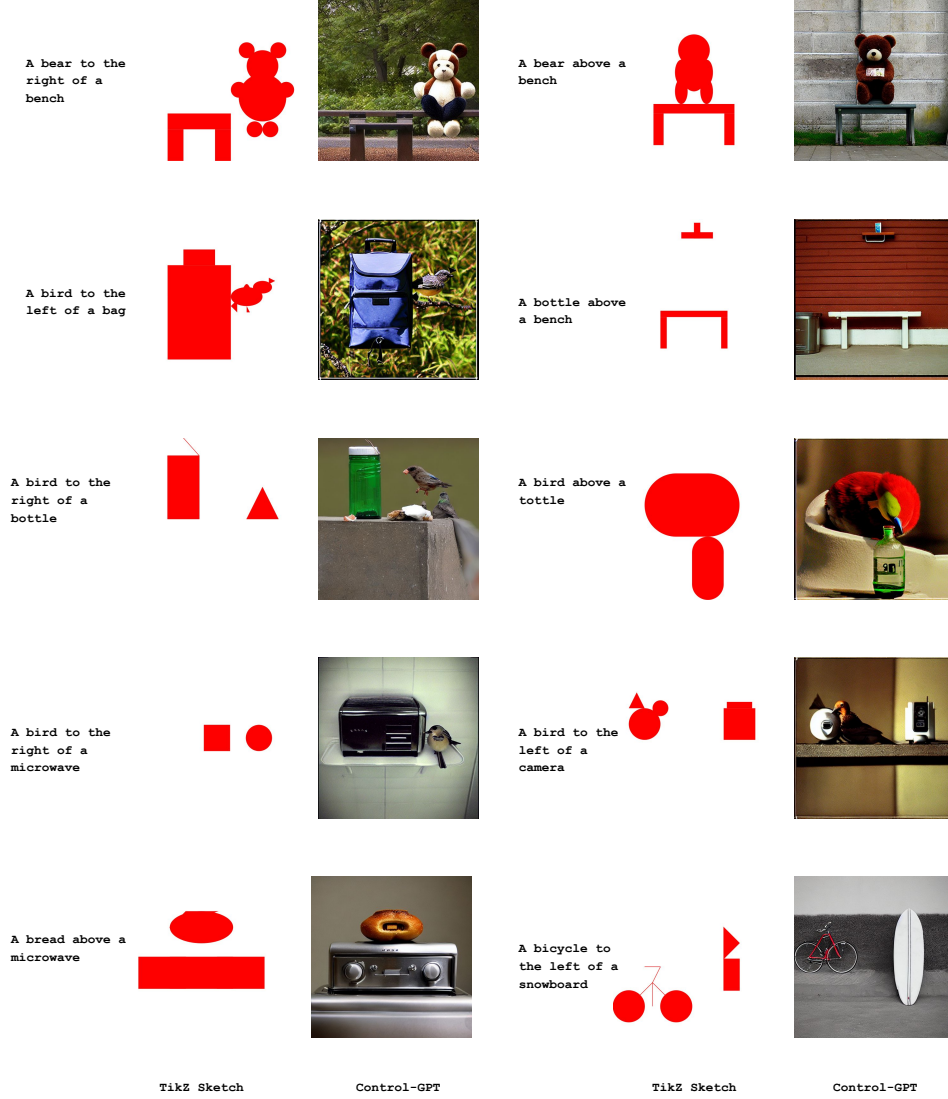 A bear to the
right of a
bench
A bear above a
bench
A bird to the
left of a bag
A bottle above
a bench
A bird to the
right of a
bottle
A bird above a
tottle
A bird to the
right of a
microwave
A bird to the
left of a
camera
A bread above a
microwave
A bicycle to
the left of a
snowboard
TikZ Sketch
Control-GPT
TikZ Sketch
Control-GPT